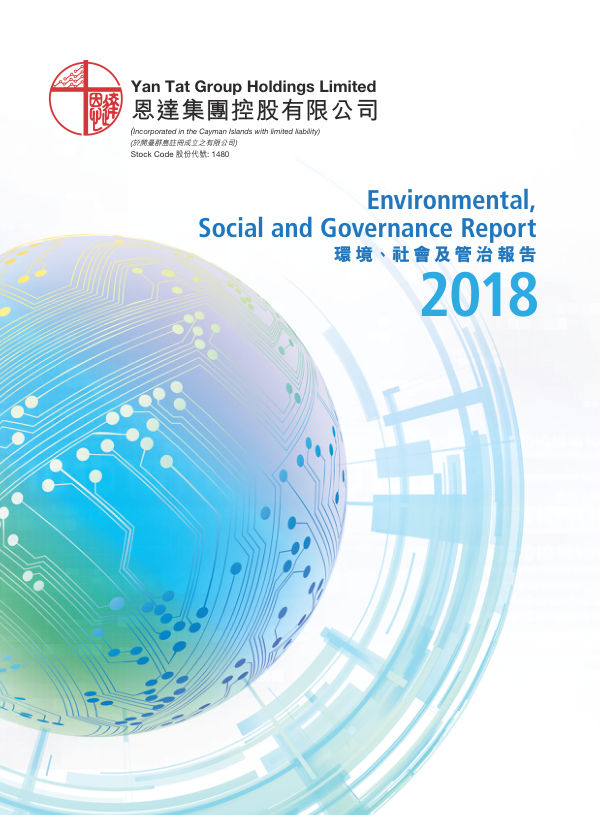 恩達
Yan Tat Group Holdings Limited
恩達集團控股有限公司
(Incorporated in the Cayman Islands with limited liability)
(於開曼群島註冊成立之有限公司)
Stock Code 股份代號: 1480
Environmental,
Social and Governance Report
環境、社會及管治報告
2018